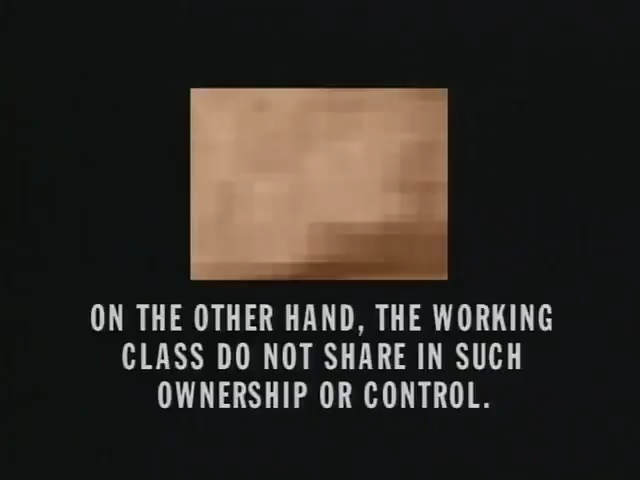 ON THE OTHER HAND, THE WORKING
CLASS DO NOT SHARE IN SUCH
OWNERSHIP OR CONTROL.